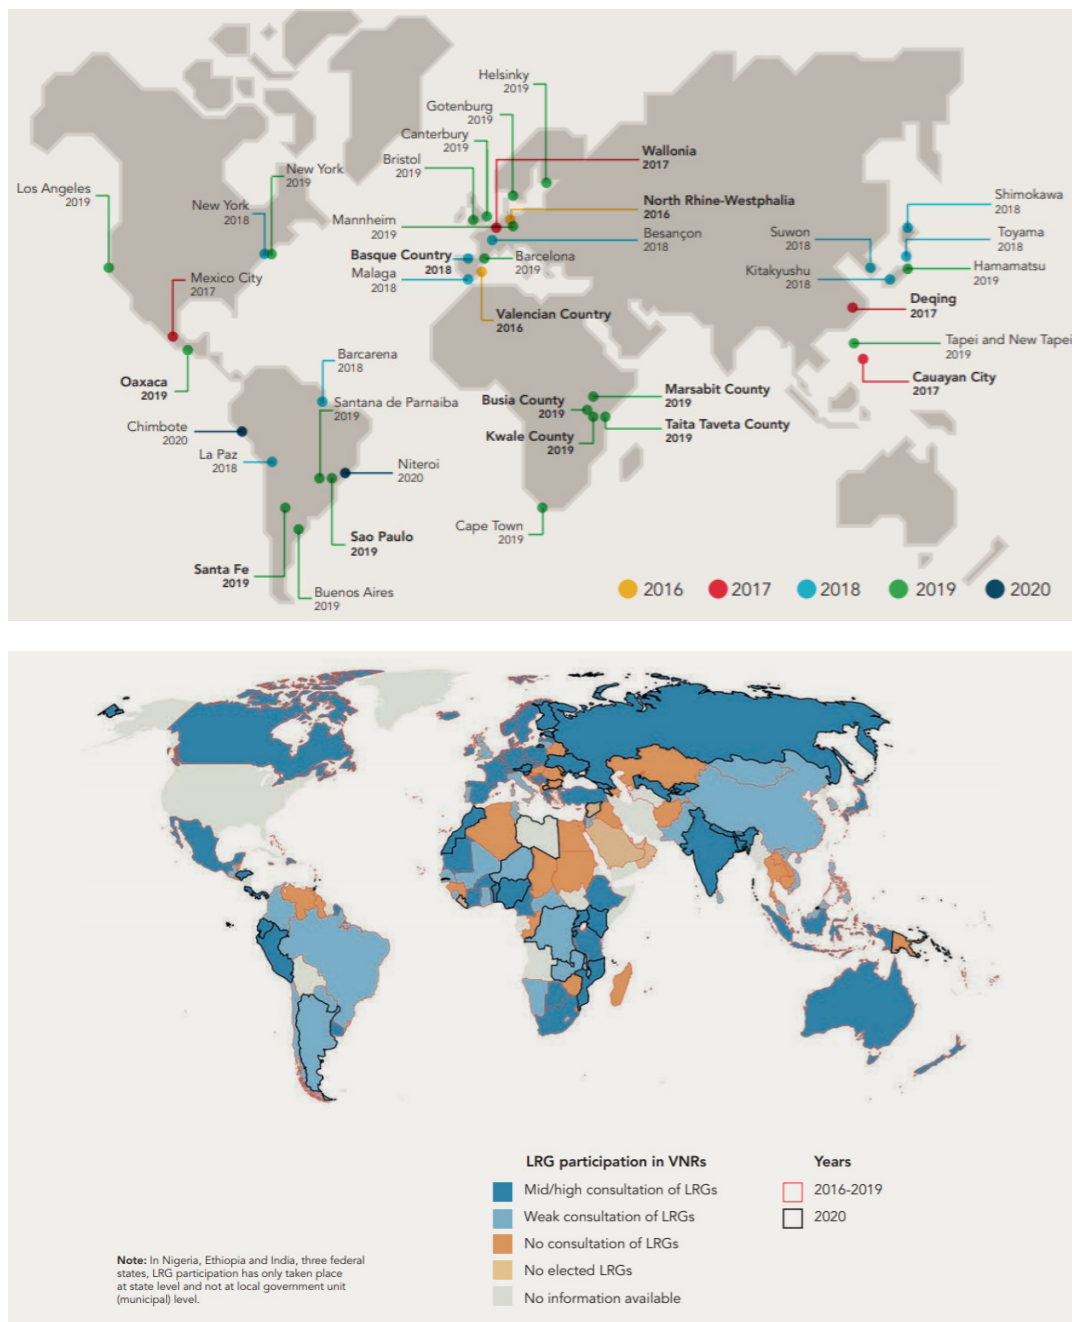 Helsinky
2019
Gotenburg
2019
Canterbury
2019
Bristol
2019
Wallonia
2017
New York
2019
Los Angeles
2019
New York
2018
Mannheim
2019
North Rhine-Westphalia
2016
Besançon
2018
Shimokawa
2018
Suwon
2018
Toyama
2018
Basque Country
2018
Barcelona
2019
Malaga
2018
Kitakyushu
2018
Hamamatsu
2019
Mexico City
2017
Valencian Country
2016
Deqing
2017
Tapei and New Tapei
2019
Oaxaca
2019
Barcarena
2018
Cauayan City
2017
Busia County
2019
Marsabit County
2019
Santana de Parnaiba
2019
Chimbote
2020
Kwale County
2019
Taita Taveta County
2019
La Paz
2018
Niteroi
2020
Sao Paulo
2019
Cape Town
2019
Santa Fe
2019
Buenos Aires
2019
2016
2017
2018
2019
2020
LRG participation in VNRs
Mid/high consultation of LRGs
Weak consultation of LRGs
No consultation of LRGs
No elected LRGs
No information available
Years
2016-2019
2020
Note: In Nigeria, Ethiopia and India, three federal
states, LRG participation has only taken place
at state level and not at local government unit
(municipal) level.